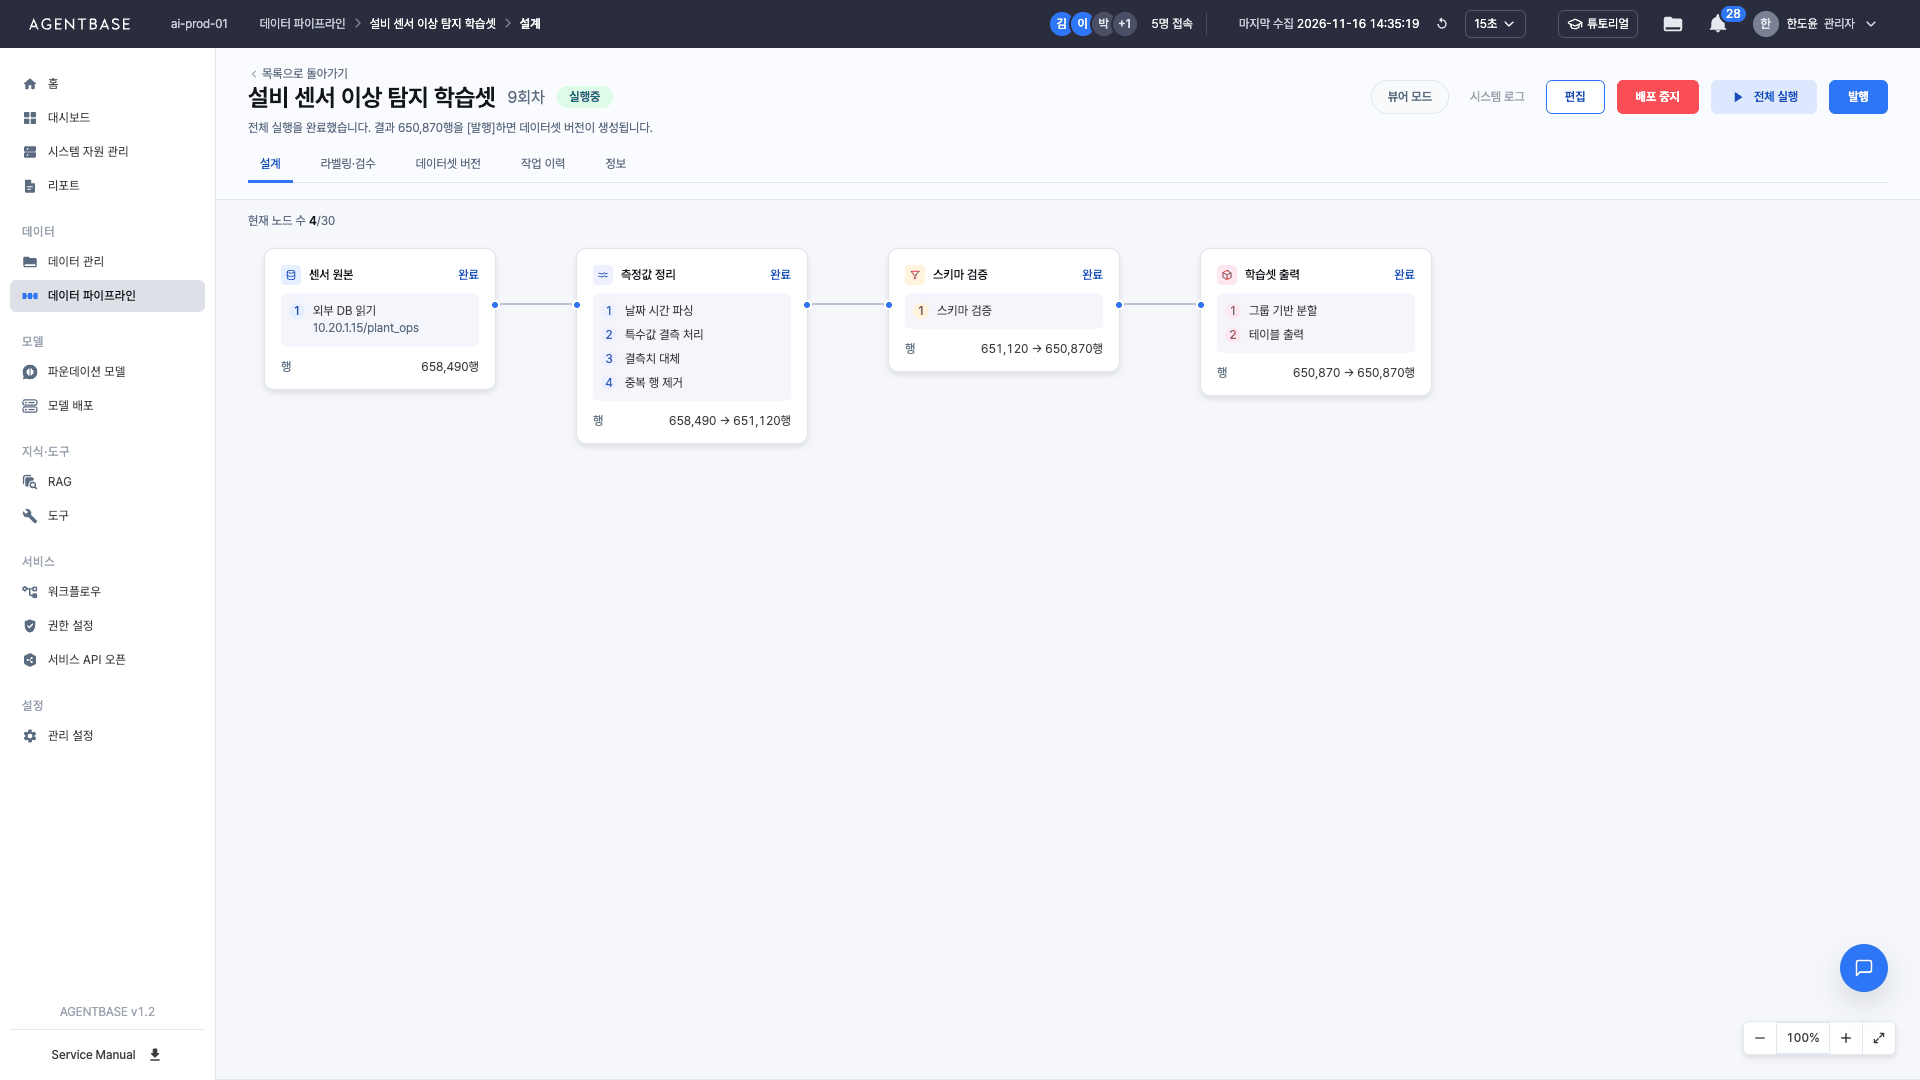 AGENTBASE
ai-prod-01
데이터 파이프라인 > 설비 센서 이상 탐지 학습셋 > 설계
김 이 박 +1 5명 접속
마지막 수집 2026-11-16 14:35:19
15초
튜토리얼
28
한 한도윤 관리자
홈
대시보드
시스템 자원 관리
리포트
데이터
데이터 관리
데이터 파이프라인
모델
파운데이션 모델
모델 배포
지식·도구
RAG
도구
서비스
워크플로우
권한 설정
서비스 API 오픈
설정
관리 설정
AGENTBASE v1.2
Service Manual
목록으로 돌아가기
설비 센서 이상 탐지 학습셋 9회차 실행중
전체 실행을 완료했습니다. 결과 650,870행을 [발행]하면 데이터셋 버전이 생성됩니다.
뷰어 모드
시스템 로그
편집
배포 중지
전체 실행
발행
설계 라벨링·검수 데이터셋 버전 작업 이력 정보
현재 노드 수 4/30
센서 원본 완료
1 외부 DB 읽기
10.20.1.15/plant_ops
행 658,490행
측정값 정리 완료
1 날짜 시간 파싱
2 특수값 결측 처리
3 결측치 대체
4 중복 행 제거
행 658,490 → 651,120행
스키마 검증 완료
1 스키마 검증
행 651,120 → 650,870행
학습셋 출력 완료
1 그룹 기반 분할
2 테이블 출력
행 650,870 → 650,870행
100%